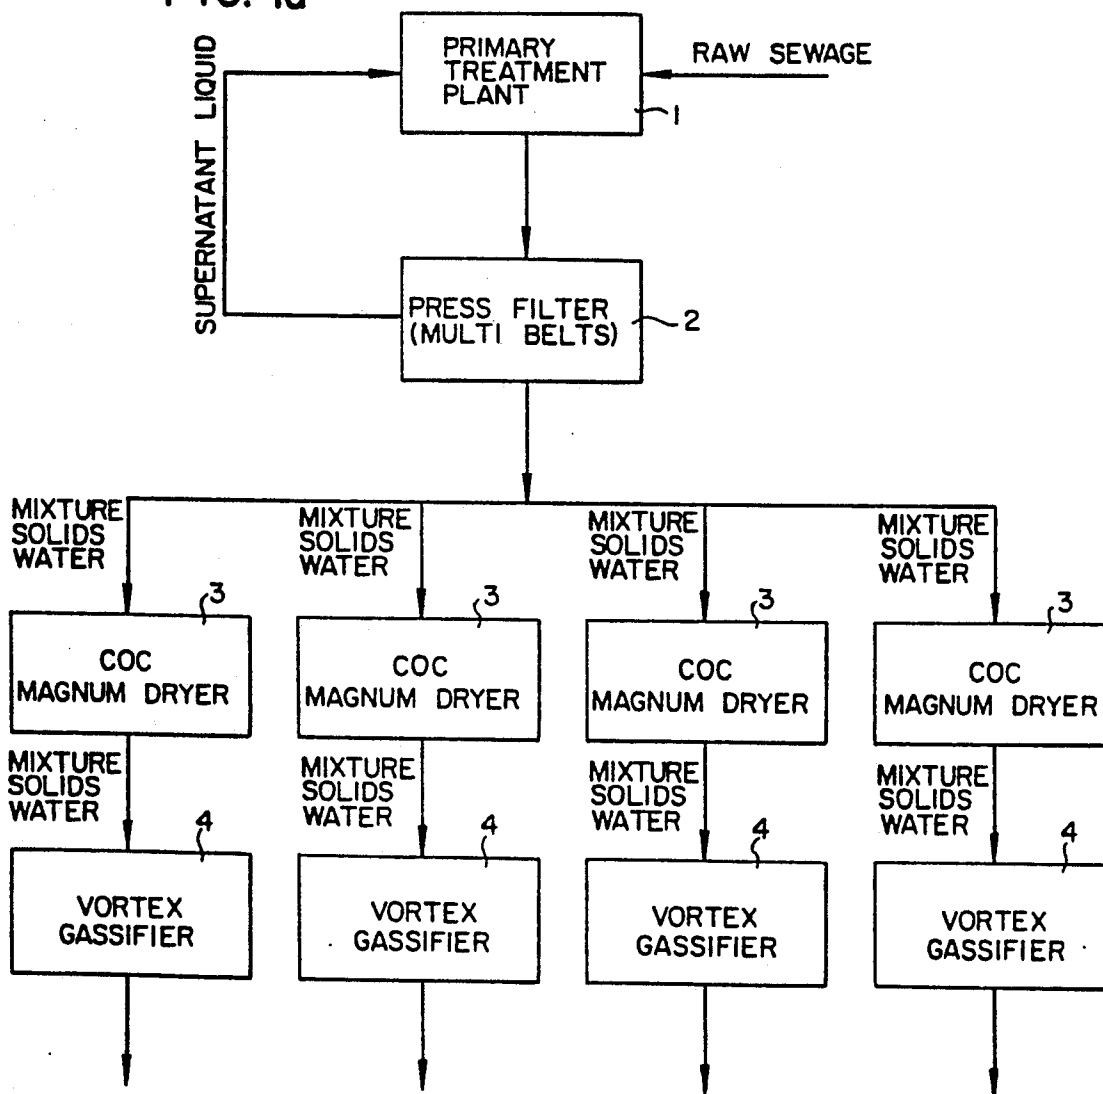 FIG. 1a
PRIMARY
TREATMENT
PLANT
1
RAW SEWAGE
SUPERNATANT LIQUID
PRESS FILTER
(MULTI BELTS)
2
MIXTURE
SOLIDS
WATER
MIXTURE
SOLIDS
WATER
MIXTURE
SOLIDS
WATER
MIXTURE
SOLIDS
WATER
3
COC
MAGNUM DRYER
3
COC
MAGNUM DRYER
3
COC
MAGNUM DRYER
3
COC
MAGNUM DRYER
MIXTURE
SOLIDS
WATER
MIXTURE
SOLIDS
WATER
MIXTURE
SOLIDS
WATER
MIXTURE
SOLIDS
WATER
4
VORTEX
GASSIFIER
4
VORTEX
GASSIFIER
4
VORTEX
GASSIFIER
4
VORTEX
GASSIFIER